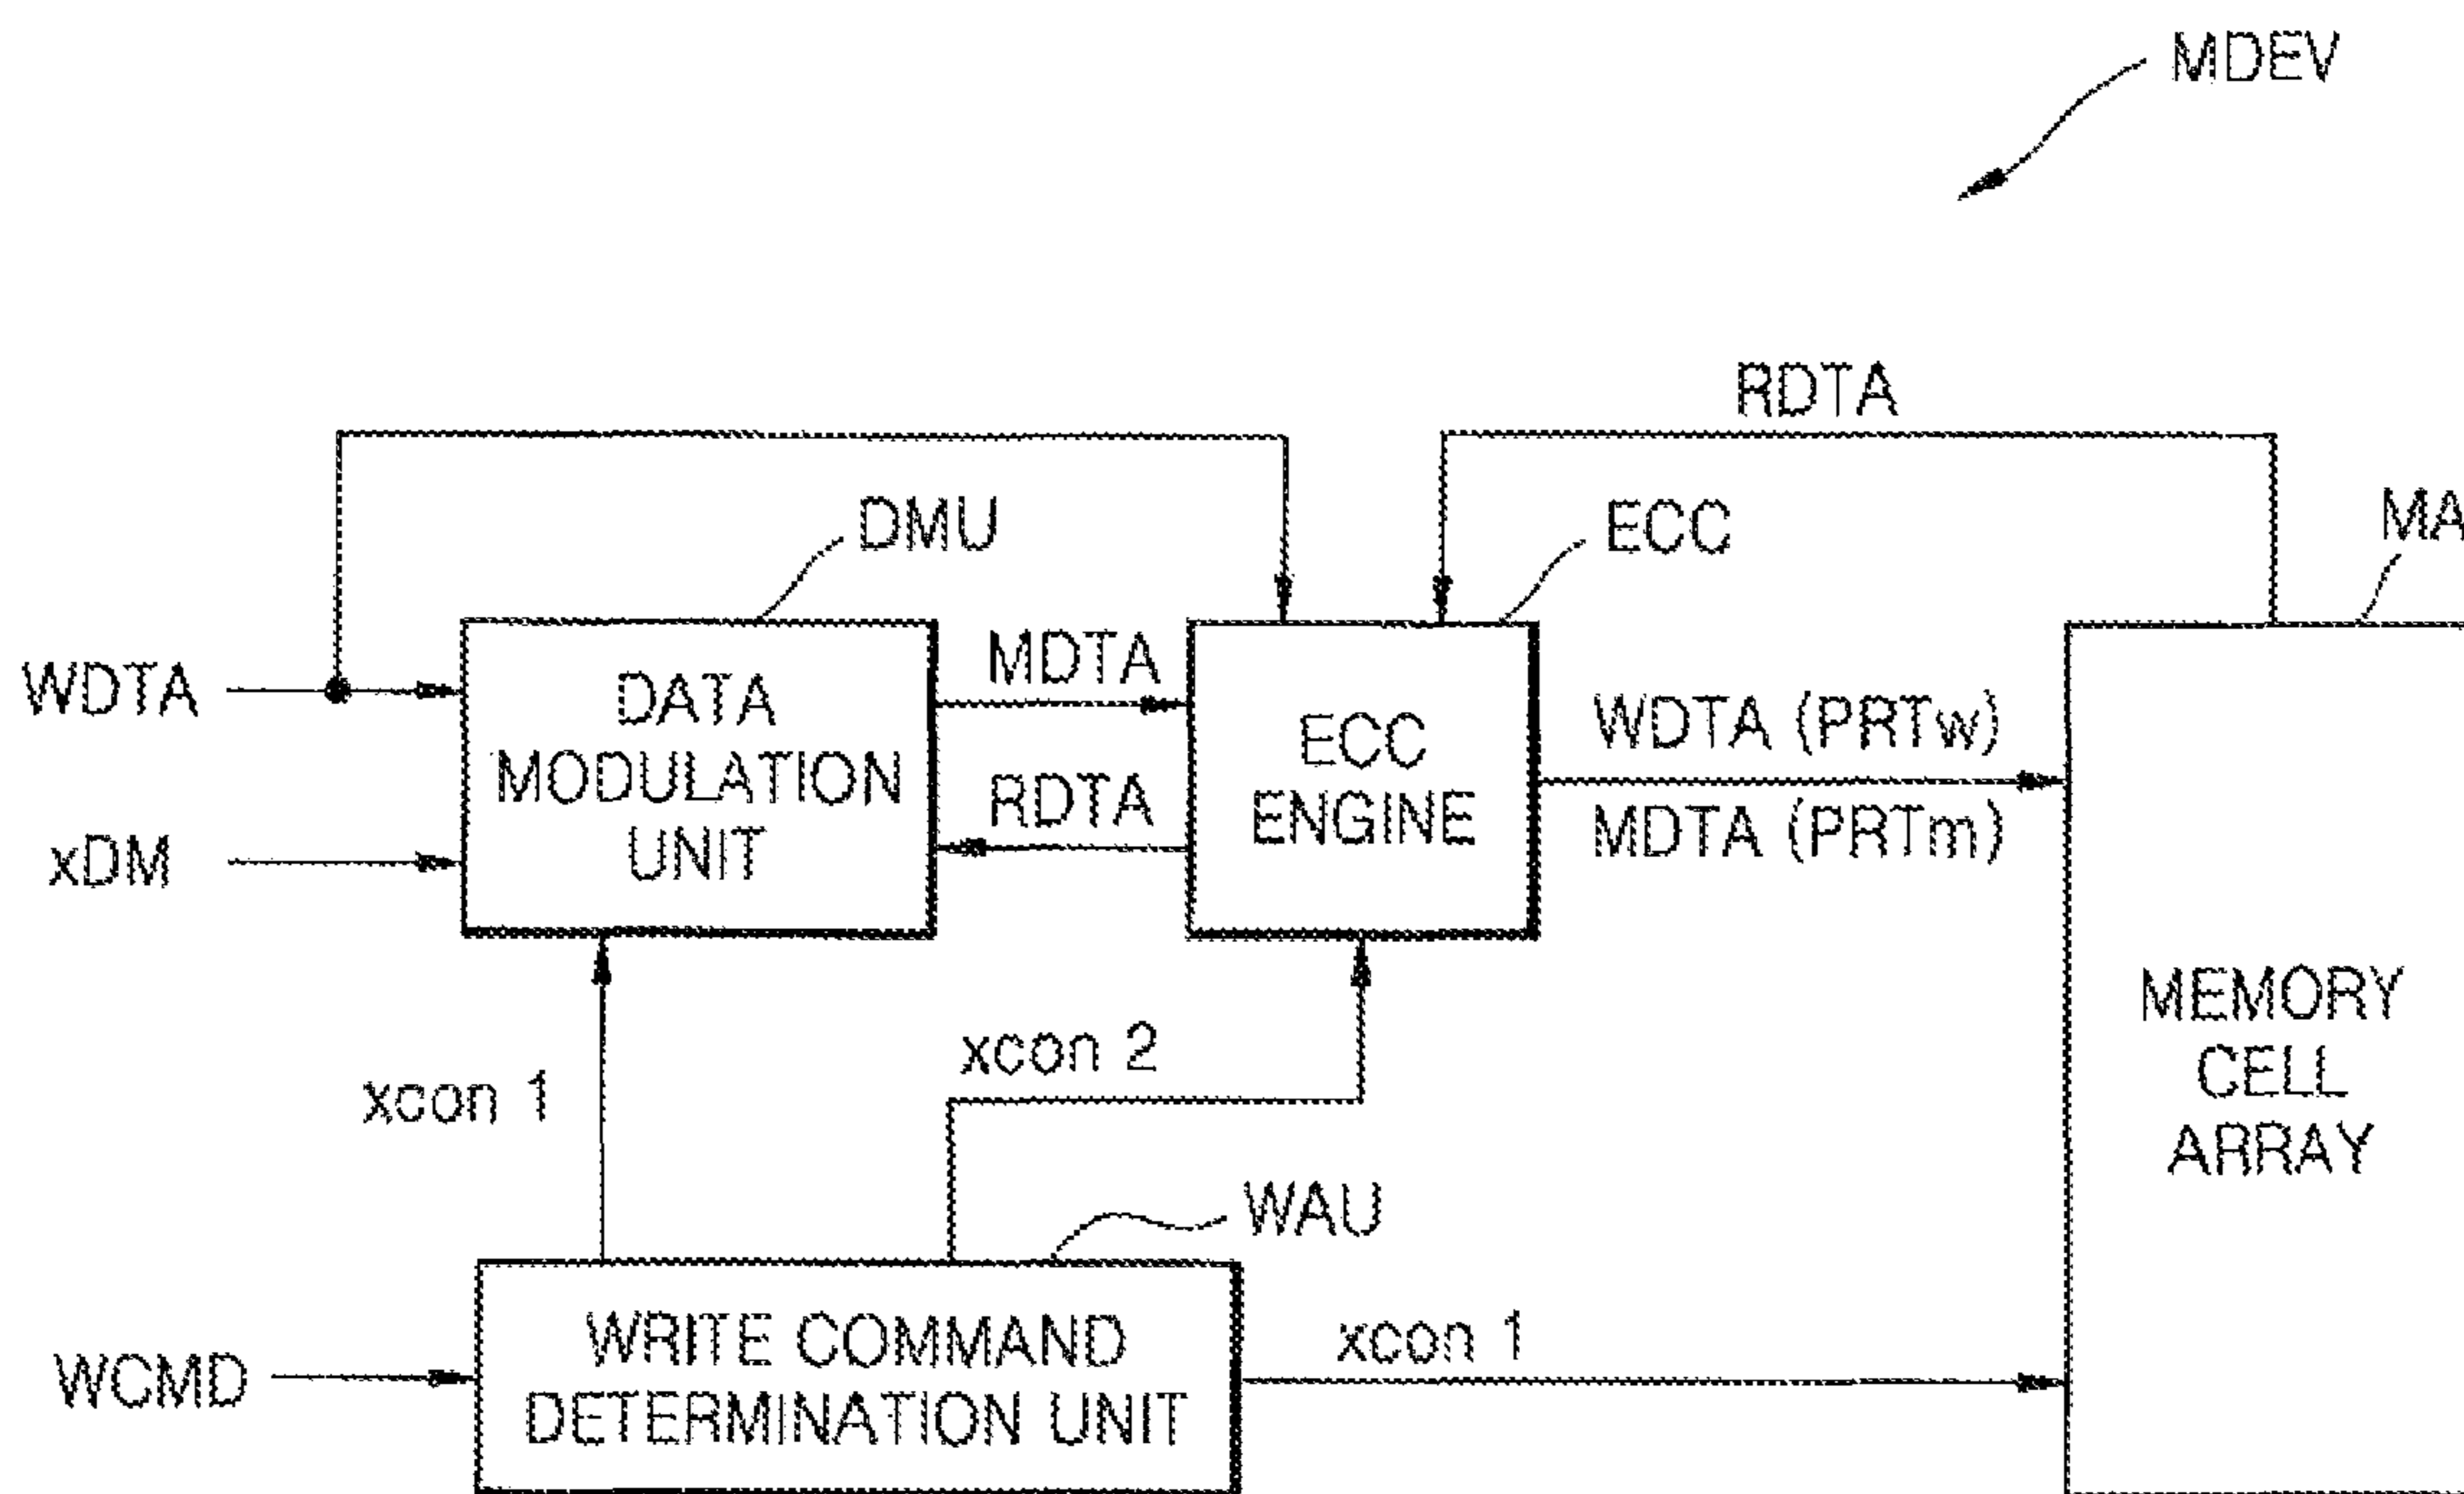 MDEV
RDTA
DMU
ECC
MA
WDTA
DATA
MODULATION
UNIT
MDTA
RDTA
ECC
ENGINE
WDTA (PRTw)
MDTA (PRTm)
xDM
MEMORY
CELL
ARRAY
xcon 1
xcon 2
WAU
WCMD
WRITE COMMAND
DETERMINATION UNIT
xcon 1